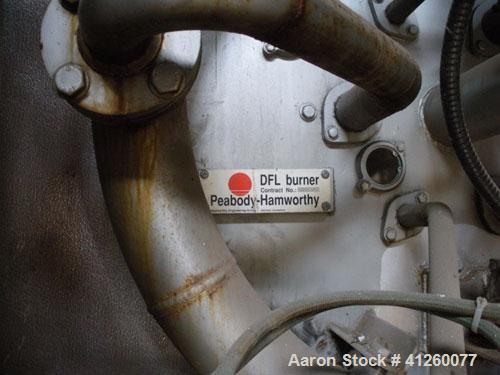 DFL burner
Contract No.:
Peabody-Hamworthy
Aaron Stock # 41260077